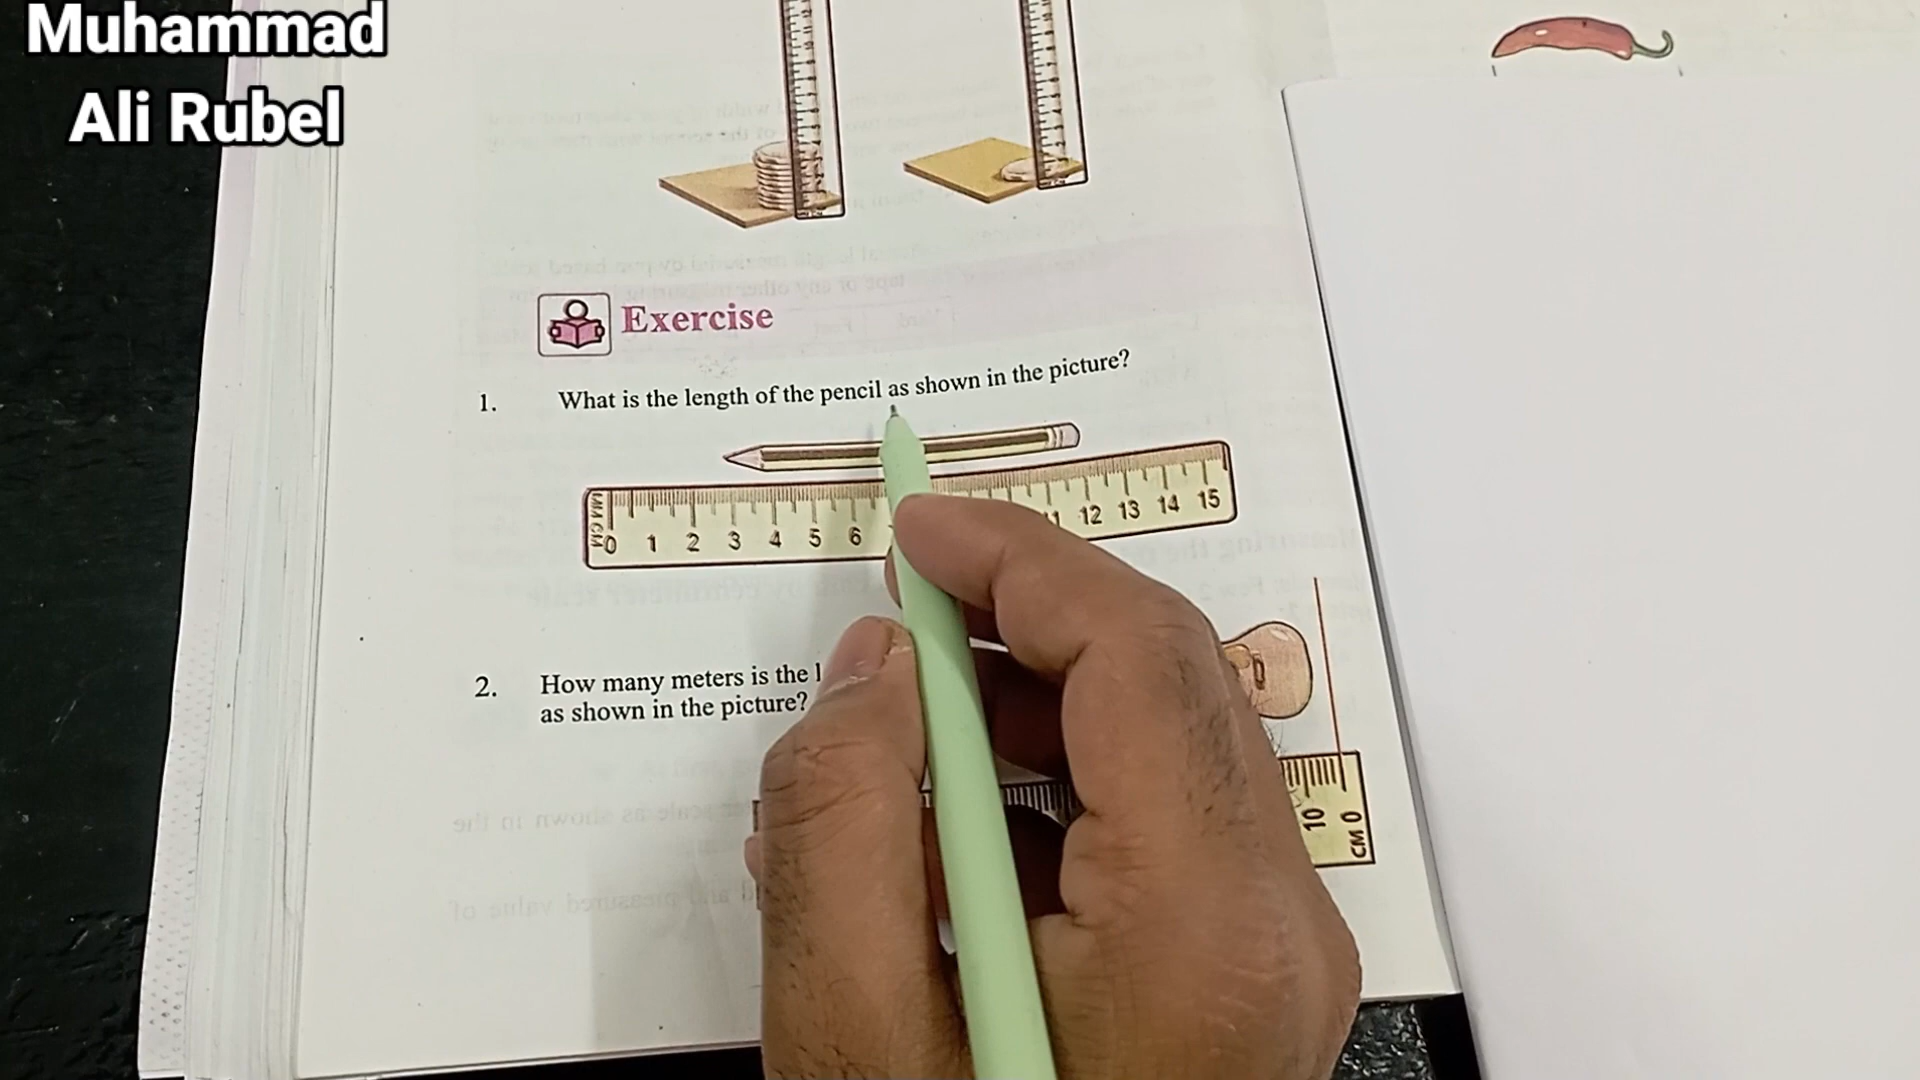 Muhammad
Ali Rubel
Exercise
1. What is the length of the pencil as shown in the picture?
MM CM 0 1 2 3 4 5 6 12 13 14 15
2. How many meters is the
as shown in the picture?
10
CM 0